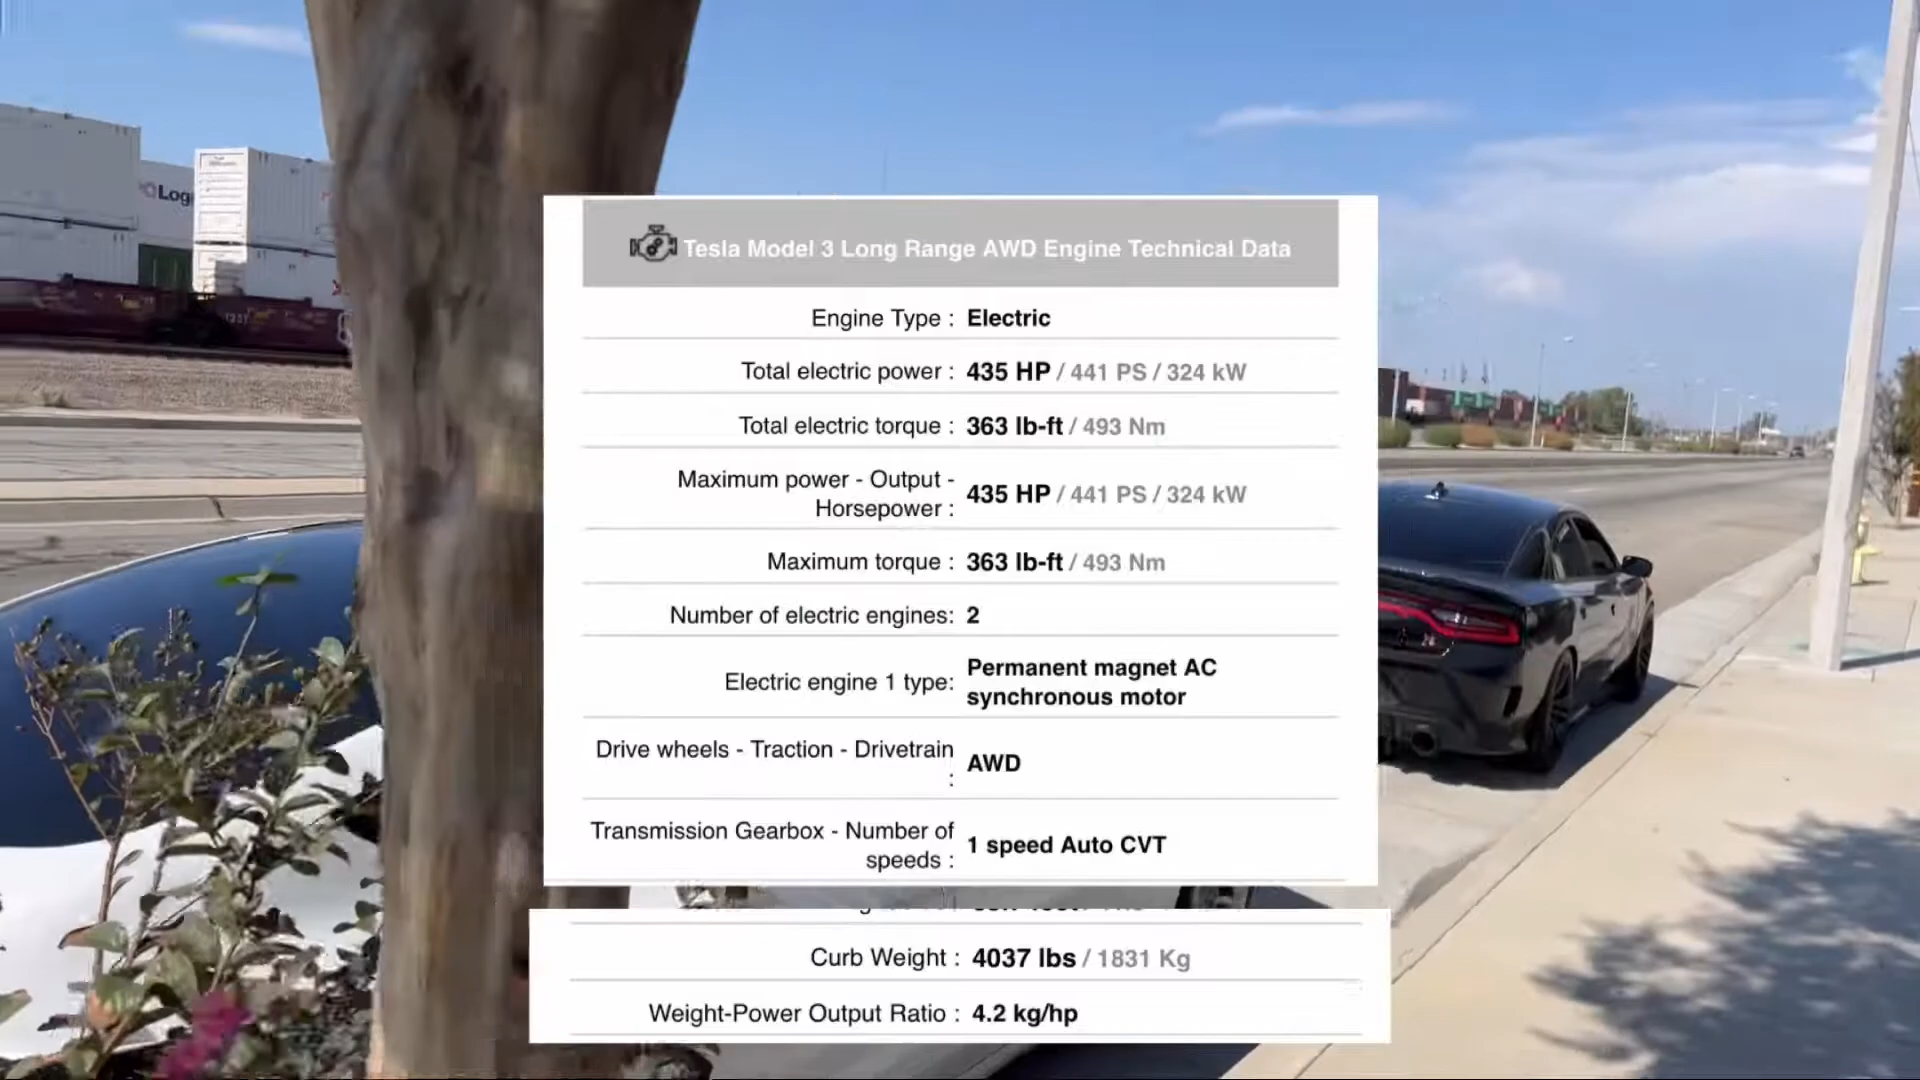 Logi
Tesla Model 3 Long Range AWD Engine Technical Data
Engine Type : Electric
Total electric power : 435 HP / 441 PS / 324 kW
Total electric torque : 363 lb-ft / 493 Nm
Maximum power - Output -
Horsepower : 435 HP / 441 PS / 324 kW
Maximum torque : 363 lb-ft / 493 Nm
Number of electric engines: 2
Electric engine 1 type: Permanent magnet AC
synchronous motor
Drive wheels - Traction - Drivetrain
: AWD
Transmission Gearbox - Number of
speeds : 1 speed Auto CVT
Curb Weight : 4037 lbs / 1831 Kg
Weight-Power Output Ratio : 4.2 kg/hp